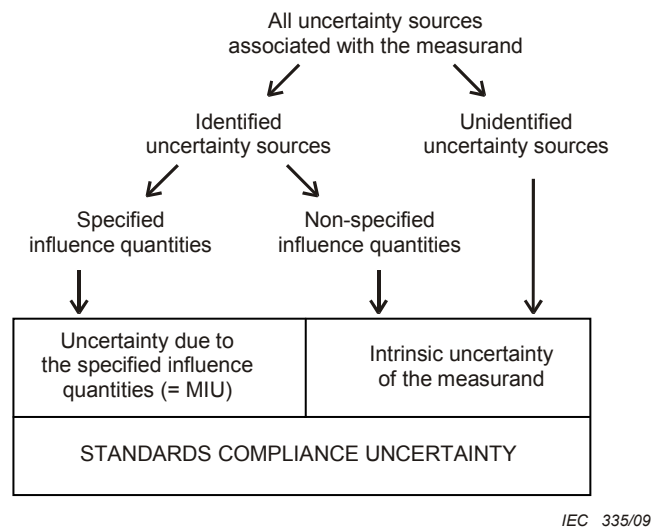 All uncertainty sources
associated with the measurand
Identified
uncertainty sources
Unidentified
uncertainty sources
Specified
influence quantities
Non-specified
influence quantities
Uncertainty due to
the specified influence
quantities (= MIU)
Intrinsic uncertainty
of the measurand
STANDARDS COMPLIANCE UNCERTAINTY
IEC 335/09